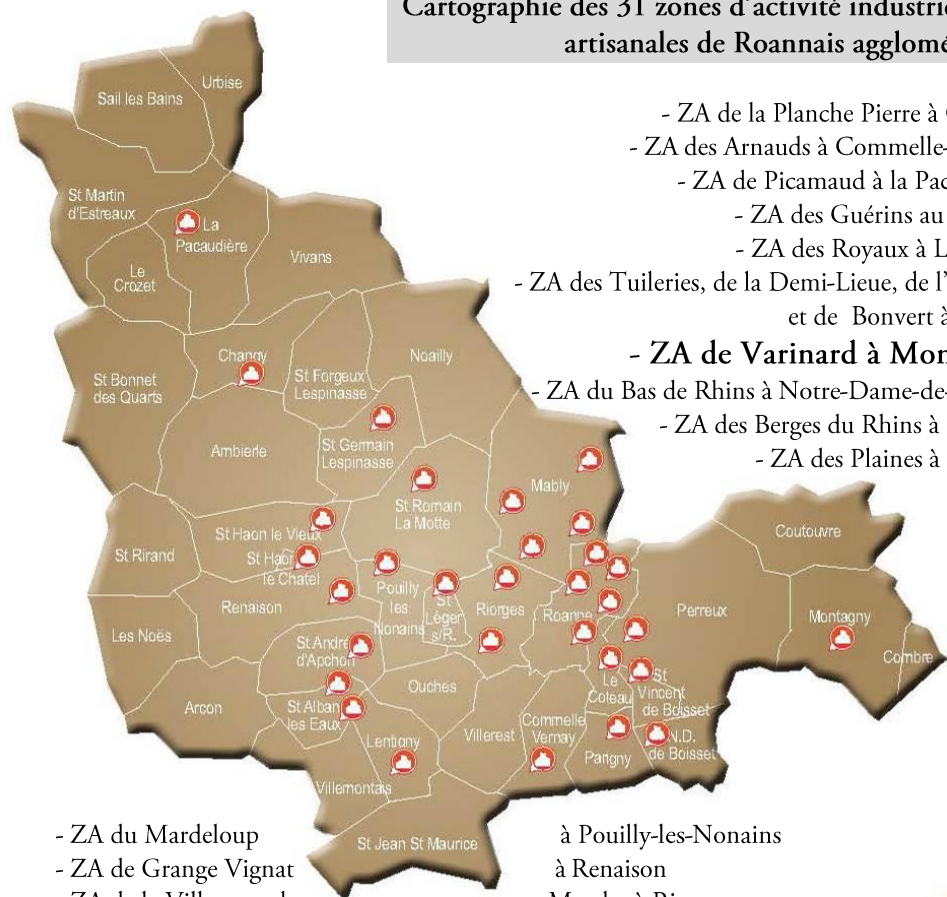 Cartographie des 31 zones d'activité industrie
artisanales de Roannais agglomé
- ZA de la Planche Pierre à
- ZA des Arnauds à Commelle-
- ZA de Picamaud à la Pac
- ZA des Guérins au
- ZA des Royaux à L
- ZA des Tuileries, de la Demi-Lieue, de l'
et de Bonvert à
- ZA de Varinard à Mon
- ZA du Bas de Rhins à Notre-Dame-de-
- ZA des Berges du Rhins à
- ZA des Plaines à
Urbise
Sail les Bains
St Martin
d'Estreaux
La
Pacaudière
Vivans
Le
Crozet
Changy
Noailly
St Bonnet
des Quarts
St Forgeux
Lespinasse
Ambierle
St Germain
Lespinasse
Mably
St Romain
La Motte
Coutouvre
St Haon le Vieux
St Rirand
St Haon
le Chatel
Pouilly
les
Nonains
Renaison
St
Léger
s/R.
Riorges
Roanne
Perreux
Montagny
Les Noës
St André
d'Apchon
Combre
Ouches
Le
Coteau
St
Vincent
de Boisset
Arcon
St Alban
les Eaux
Commelle
Vernay
Villerest
Lentigny
N.D.
de Boisset
Parigny
Villemontais
St Jean St Maurice
- ZA du Mardeloup à Pouilly-les-Nonains
- ZA de Grange Vignat à Renaison